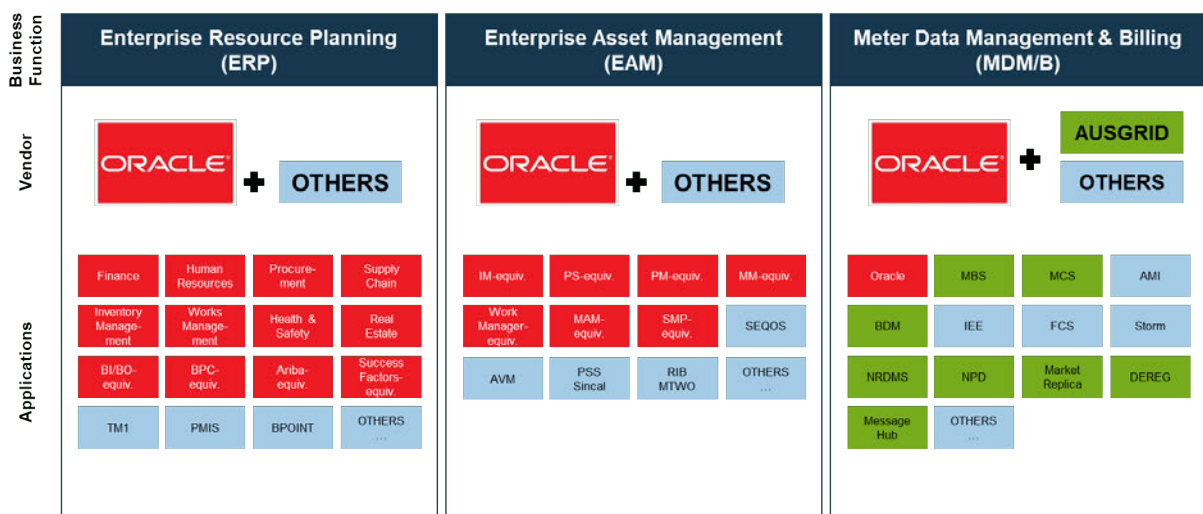 Business
Function
Enterprise Resource Planning
(ERP)
Enterprise Asset Management
(EAM)
Meter Data Management & Billing
(MDM/B)
Vendor
ORACLE®
+
OTHERS
ORACLE®
+
OTHERS
ORACLE®
+
AUSGRID
OTHERS
Applications
Finance
Human
Resources
Procure-
ment
Supply
Chain
Inventory
Manage-
ment
Works
Manage-
ment
Health &
Safety
Real
Estate
BI/BO-
equiv.
BPC-
equiv.
Ariba-
equiv.
Success
Factors-
equiv.
TM1
PMIS
BPOINT
OTHERS
...
IM-equiv.
PS-equiv.
PM-equiv.
MM-equiv.
Work
Manager-
equiv.
MAM-
equiv.
SMP-
equiv.
SEQOS
AVM
PSS
Sincal
RIB
MTWO
OTHERS
...
Oracle
MBS
MCS
AMI
BDM
IEE
FCS
Storm
NRDMS
NPD
Market
Replica
DEREG
Message
Hub
OTHERS
...